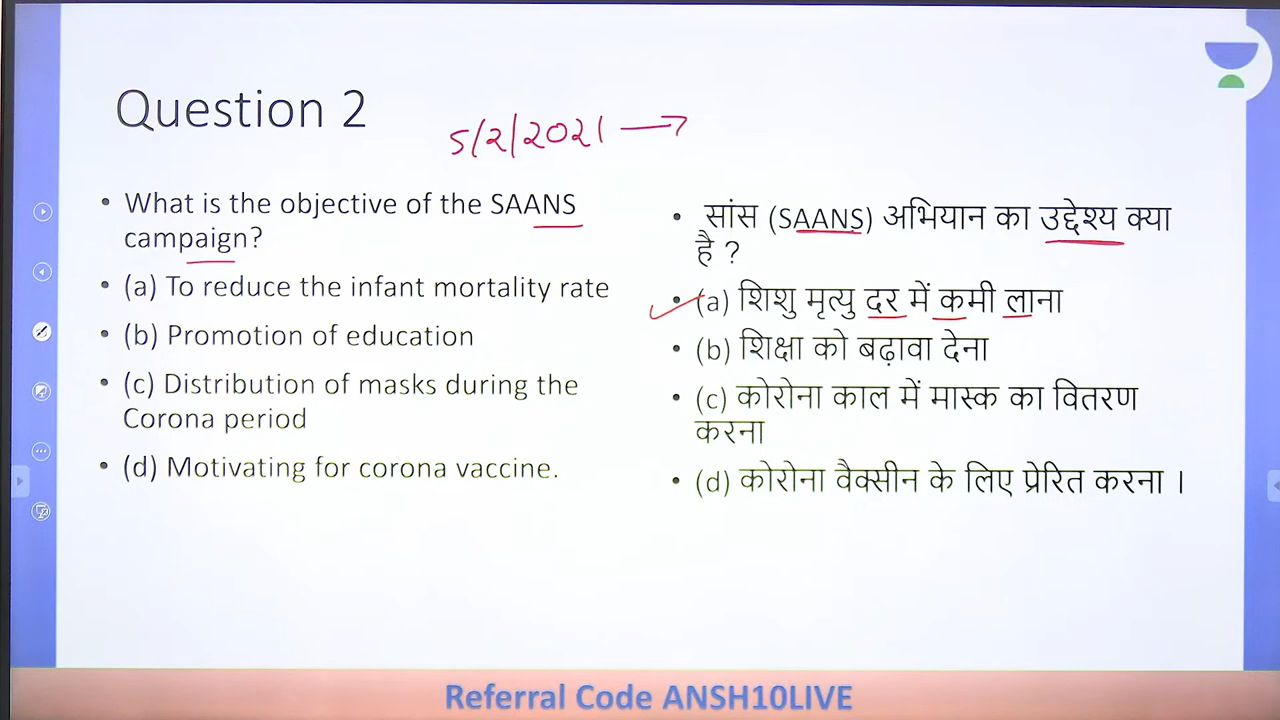 Question 2
5/2/2021 →
• What is the objective of the SAANS
campaign?
• (a) To reduce the infant mortality rate
• (b) Promotion of education
• (c) Distribution of masks during the
Corona period
• (d) Motivating for corona vaccine.
• सांस (SAANS) अभियान का उद्देश्य क्या
है ?
• (a) शिशु मृत्यु दर में कमी लाना
• (b) शिक्षा को बढ़ावा देना
• (c) कोरोना काल में मास्क का वितरण
करना
• (d) कोरोना वैक्सीन के लिए प्रेरित करना ।
Referral Code ANSH10LIVE